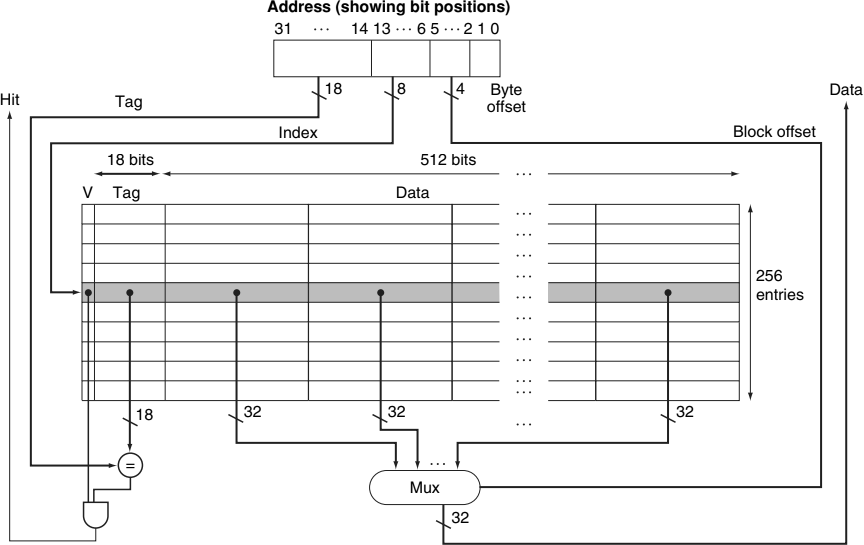 Address (showing bit positions)
31 ··· 14 13 ··· 6 5 ··· 2 1 0
18 8 4 Byte
offset
Hit
Data
Tag
Index
Block offset
18 bits
512 bits
···
V Tag Data
···
···
···
···
···
···
···
···
···
···
256
entries
18 32 32 ··· 32
=
···
Mux
32